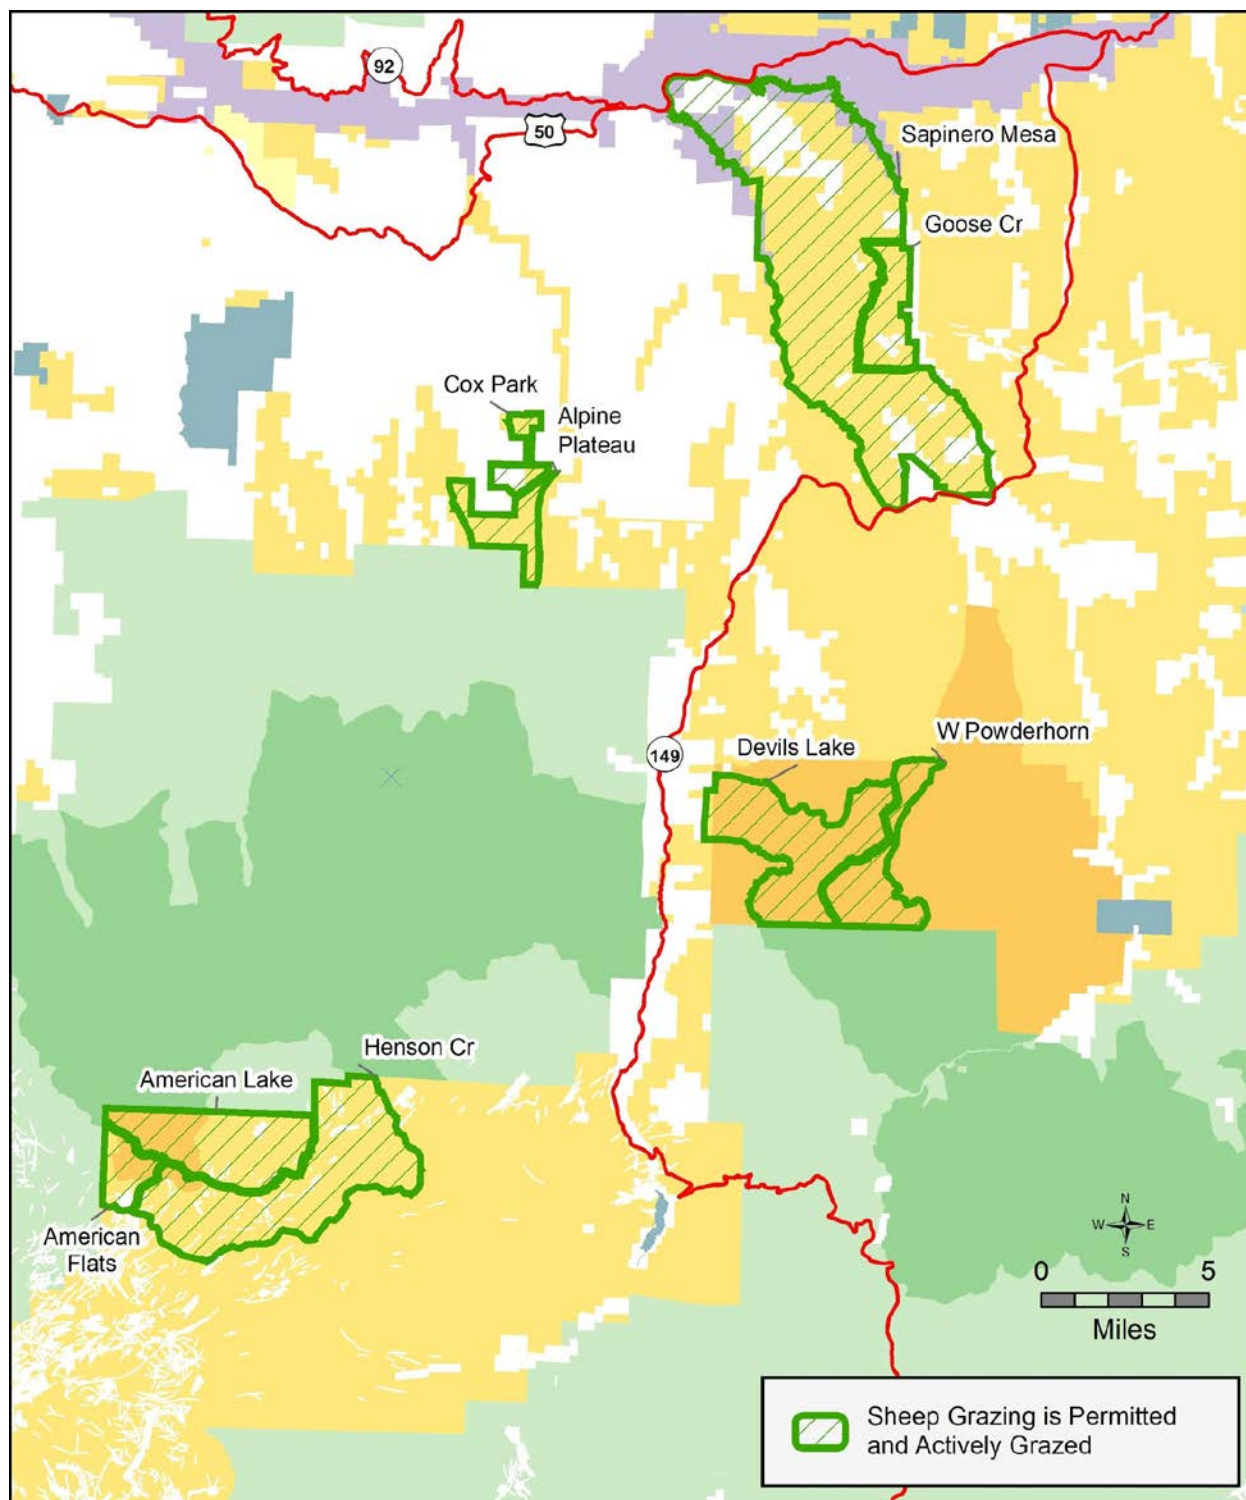 92
50
Sapinero Mesa
Goose Cr
Cox Park
Alpine
Plateau
149
Devils Lake
W Powderhorn
Henson Cr
American Lake
American
Flats
N
W
E
S
0
5
Miles
Sheep Grazing is Permitted
and Actively Grazed